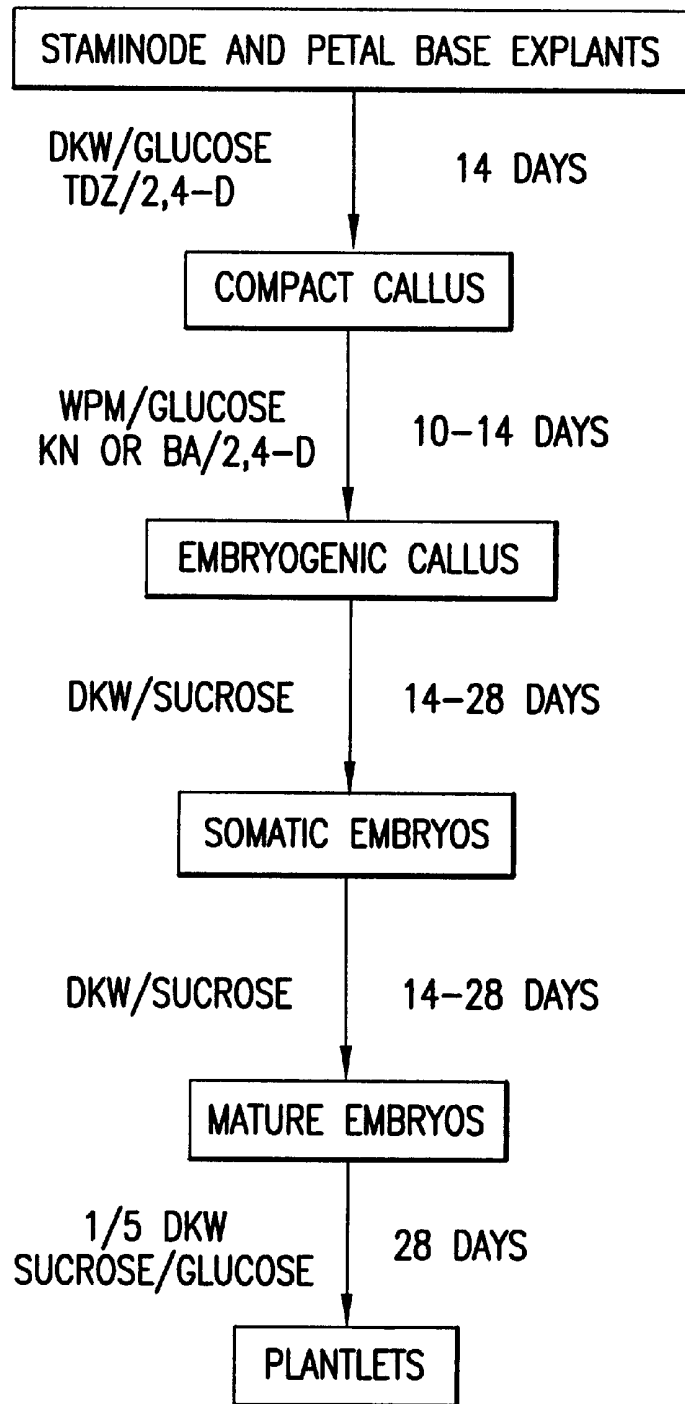 STAMINODE AND PETAL BASE EXPLANTS
DKW/GLUCOSE
TDZ/2,4-D
14 DAYS
COMPACT CALLUS
WPM/GLUCOSE
KN OR BA/2,4-D
10-14 DAYS
EMBRYOGENIC CALLUS
DKW/SUCROSE
14-28 DAYS
SOMATIC EMBRYOS
DKW/SUCROSE
14-28 DAYS
MATURE EMBRYOS
1/5 DKW
SUCROSE/GLUCOSE
28 DAYS
PLANTLETS